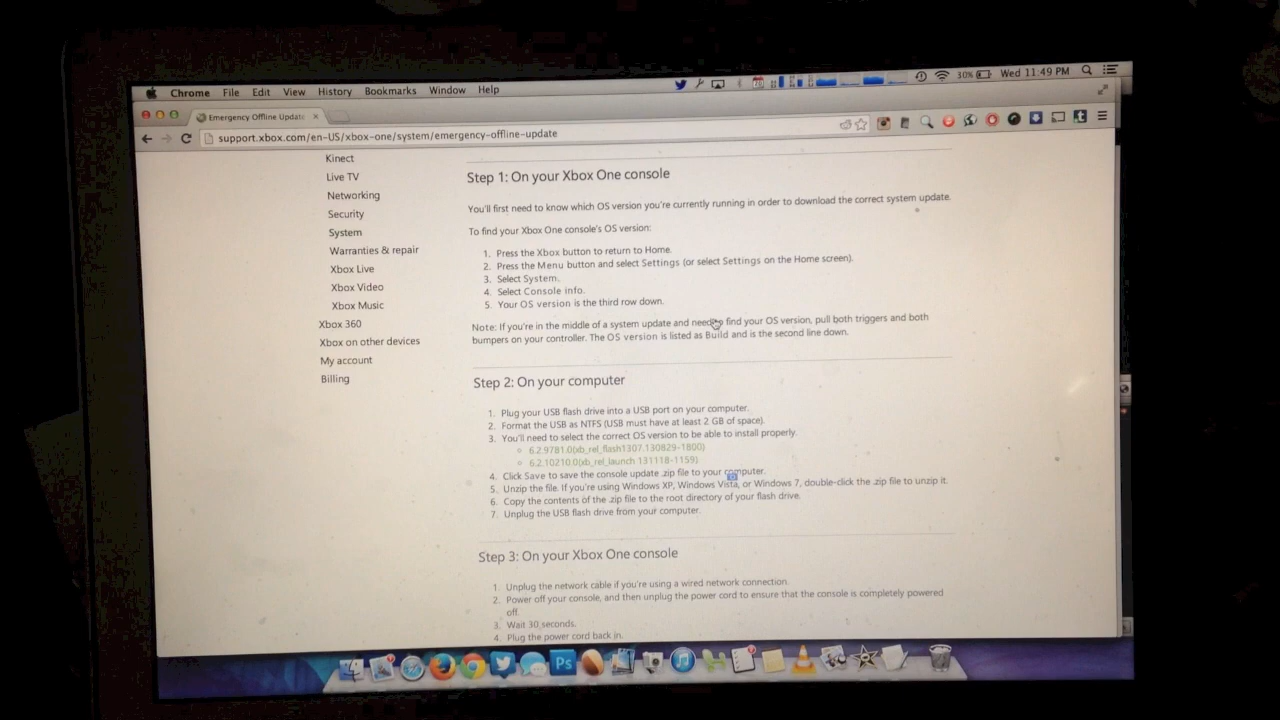 Chrome File Edit View History Bookmarks Window Help
30% Wed 11:49 PM
Emergency Offline Update
support.xbox.com/en-US/xbox-one/system/emergency-offline-update
Kinect
Live TV
Networking
Security
System
Warranties & repair
Xbox Live
Xbox Video
Xbox Music
Xbox 360
Xbox on other devices
My account
Billing
Step 1: On your Xbox One console
You'll first need to know which OS version you're currently running in order to download the correct system update.
To find your Xbox One console's OS version:
1. Press the Xbox button to return to Home.
2. Press the Menu button and select Settings (or select Settings on the Home screen).
3. Select System.
4. Select Console info.
5. Your OS version is the third row down.
Note: If you're in the middle of a system update and need to find your OS version, pull both triggers and both
bumpers on your controller. The OS version is listed as Build and is the second line down.
Step 2: On your computer
1. Plug your USB flash drive into a USB port on your computer.
2. Format the USB as NTFS (USB must have at least 2 GB of space).
3. You'll need to select the correct OS version to be able to install properly.
6.2.9781.0(xb_rel_flash1307.130829-1800)
6.2.10210.0(xb_rel_launch 131118-1159)
4. Click Save to save the console update .zip file to your computer.
5. Unzip the file. If you're using Windows XP, Windows Vista, or Windows 7, double-click the .zip file to unzip it.
6. Copy the contents of the .zip file to the root directory of your flash drive.
7. Unplug the USB flash drive from your computer.
Step 3: On your Xbox One console
1. Unplug the network cable if you're using a wired network connection.
2. Power off your console, and then unplug the power cord to ensure that the console is completely powered
off.
3. Wait 30 seconds.
4. Plug the power cord back in.
Ps